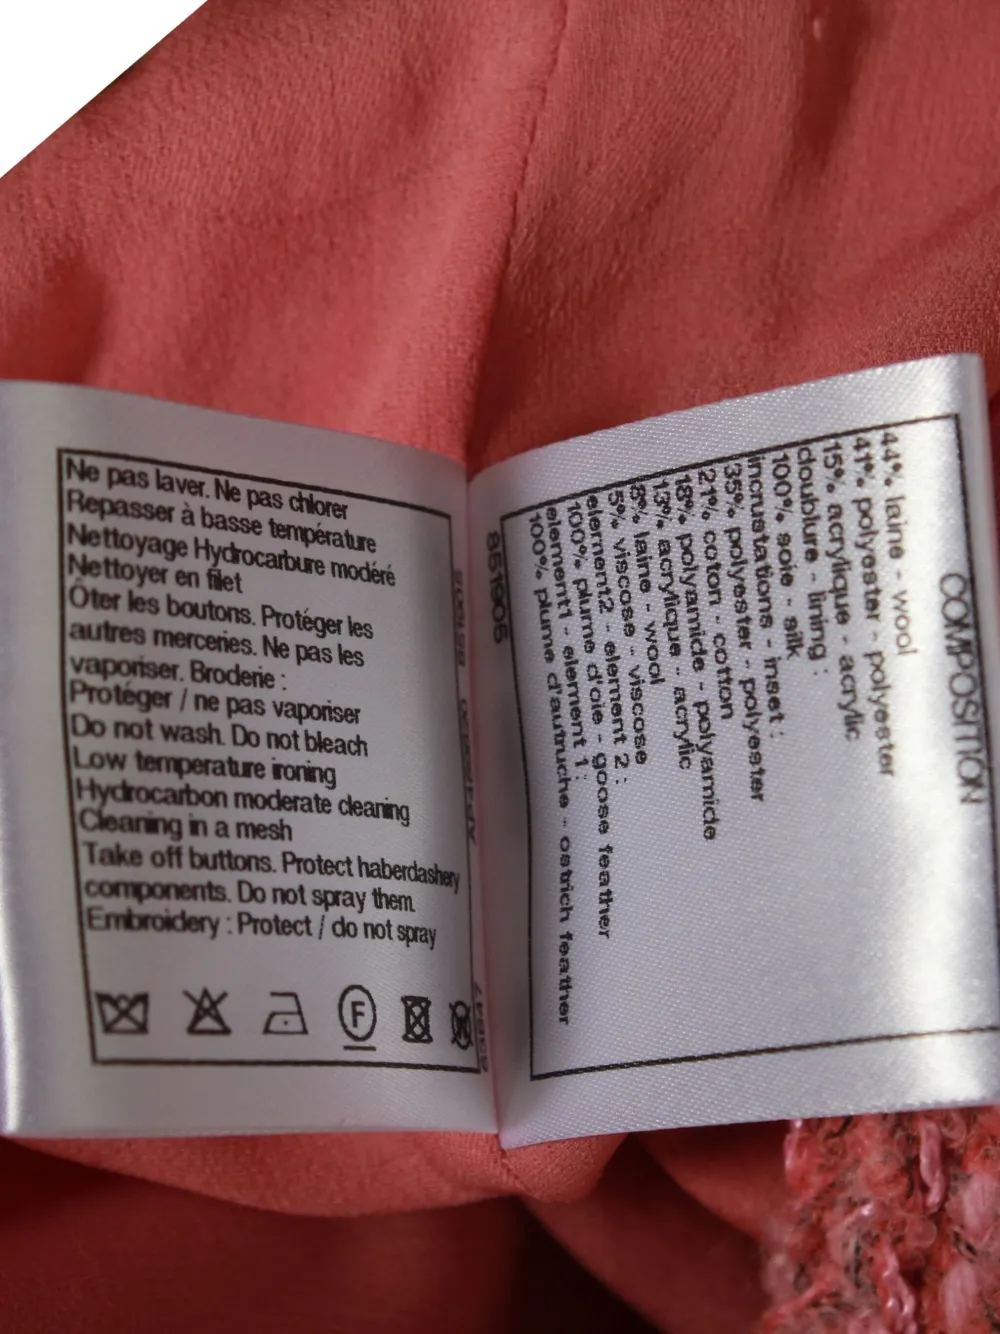 Ne pas laver. Ne pas chlorer
Repasser à basse température
Nettoyage Hydrocarbure modéré
Nettoyer en filet
Ôter les boutons. Protéger les
autres merceries. Ne pas les
vaporiser. Broderie :
Protéger / ne pas vaporiser
Do not wash. Do not bleach
Low temperature ironing
Hydrocarbon moderate cleaning
Cleaning in a mesh
Take off buttons. Protect haberdashery
components. Do not spray them
Embroidery : Protect / do not spray
F
COMPOSITION
44% laine - wool
41% polyester - polyester
15% acrylique - acrylic
doublure - lining :
100% soie - silk
incrustations - inset :
35% polyester - polyester
21% coton - cotton
18% polyamide - polyamide
13% acrylique - acrylic
8% laine - wool
5% viscose - viscose
element2 - element 2 :
100% plume d'oie - goose feather
element1 - element 1 :
100% plume d'autruche - ostrich feather